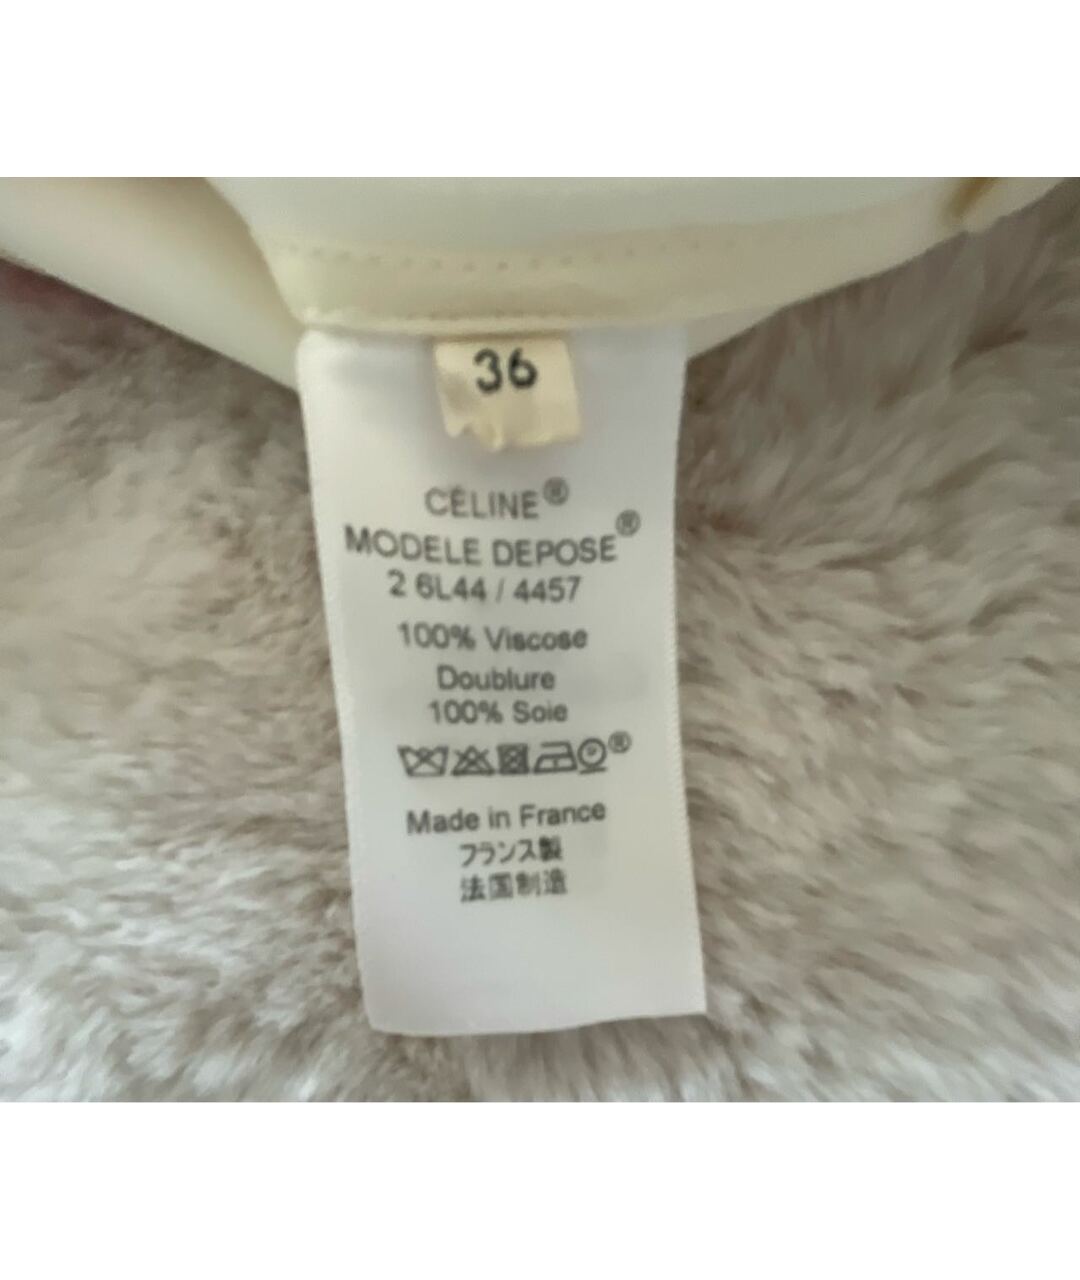 36
CÉLINE®
MODELE DEPOSE®
2 6L44 / 4457
100% Viscose
Doublure
100% Soie
®
Made in France
フランス製
法国制造